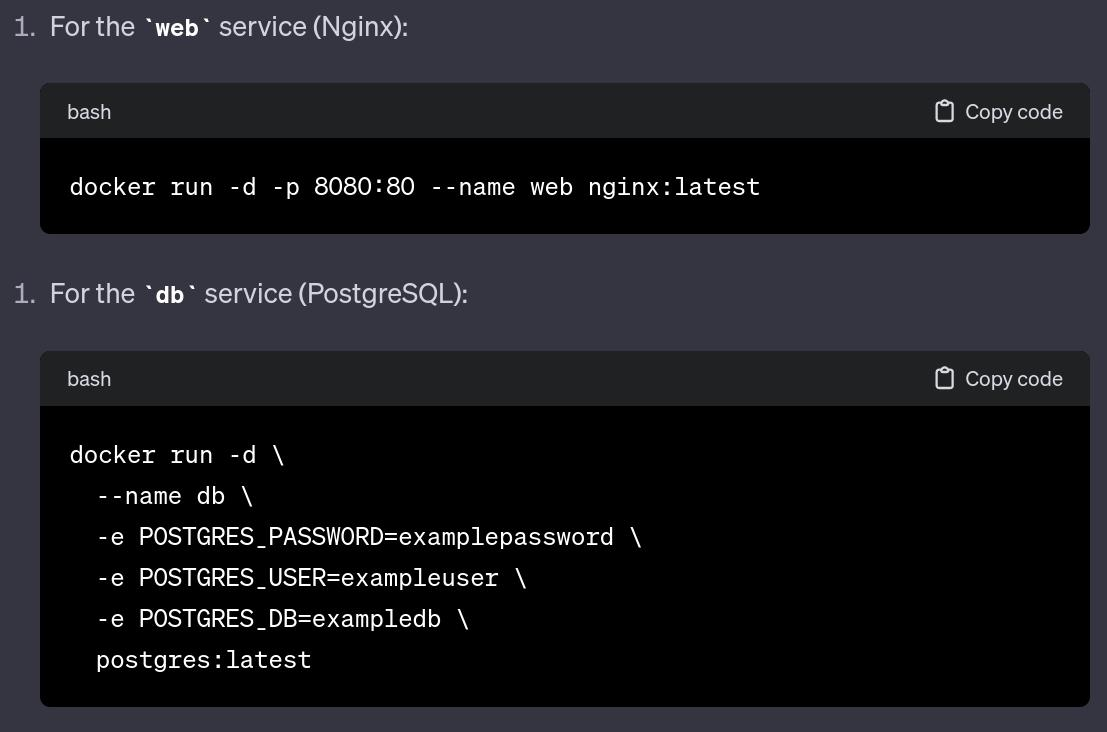 1. For the `web` service (Nginx):
bash Copy code
docker run -d -p 8080:80 --name web nginx:latest
1. For the `db` service (PostgreSQL):
bash Copy code
docker run -d \
  --name db \
  -e POSTGRES_PASSWORD=examplepassword \
  -e POSTGRES_USER=exampleuser \
  -e POSTGRES_DB=exampledb \
  postgres:latest